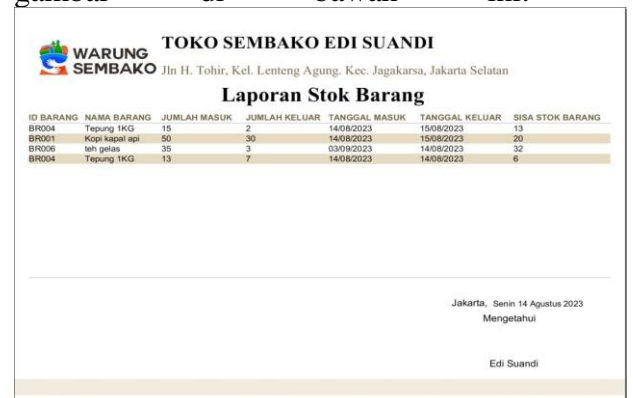 gambar di bawah ini.
WARUNG SEMBAKO
TOKO SEMBAKO EDI SUANDI
Jln H. Tohir, Kel. Lenteng Agung. Kec. Jagakarsa, Jakarta Selatan
Laporan Stok Barang
ID BARANG NAMA BARANG JUMLAH MASUK JUMLAH KELUAR TANGGAL MASUK TANGGAL KELUAR SISA STOK BARANG
BR004 Tepung 1KG 15 2 14/08/2023 15/08/2023 13
BR001 Kopi kapal api 50 30 14/08/2023 15/08/2023 20
BR006 teh gelas 35 3 03/09/2023 14/08/2023 32
BR004 Tepung 1KG 13 7 14/08/2023 14/08/2023 6
Jakarta, Senin 14 Agustus 2023
Mengetahui
Edi Suandi